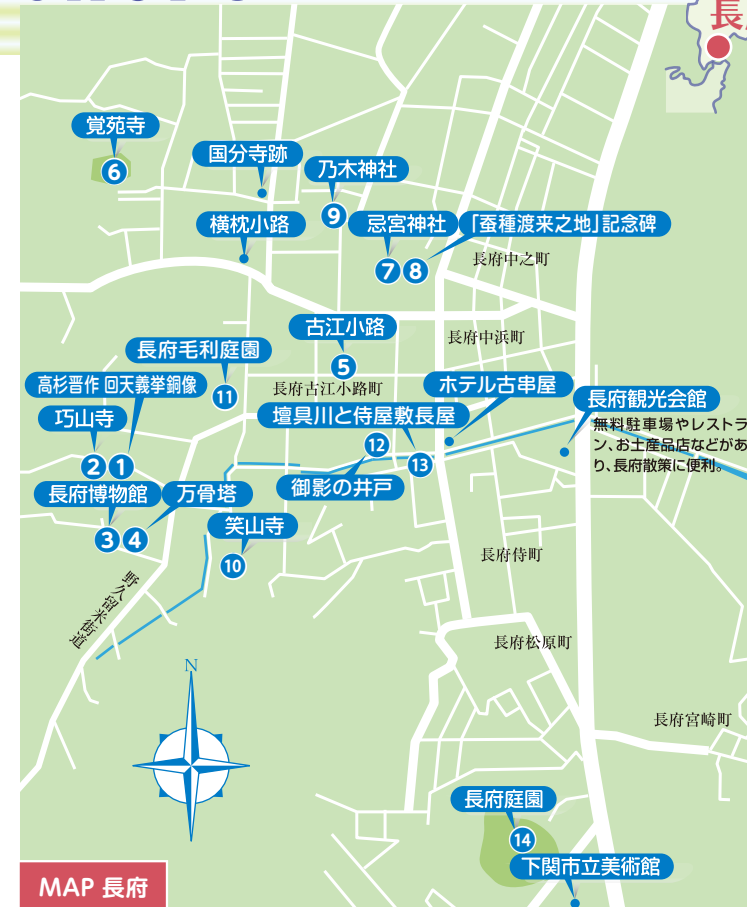 長
覚苑寺
6
国分寺跡
乃木神社
9
横枕小路
忌宮神社
「蚕種渡来之地」記念碑
7 8
長府中之町
古江小路
5
長府中浜町
長府毛利庭園
11
高杉晋作 回天義挙銅像
長府古江小路町
ホテル古串屋
長府観光会館
無料駐車場やレストラ
ン、お土産品店などがあ
り、長府散策に便利。
巧山寺
2 1
壇具川と侍屋敷長屋
12
13
御影の井戸
長府博物館
万骨塔
3 4
笑山寺
10
長府侍町
野久留米街道
長府松原町
N
長府宮崎町
長府庭園
14
下関市立美術館
MAP 長府